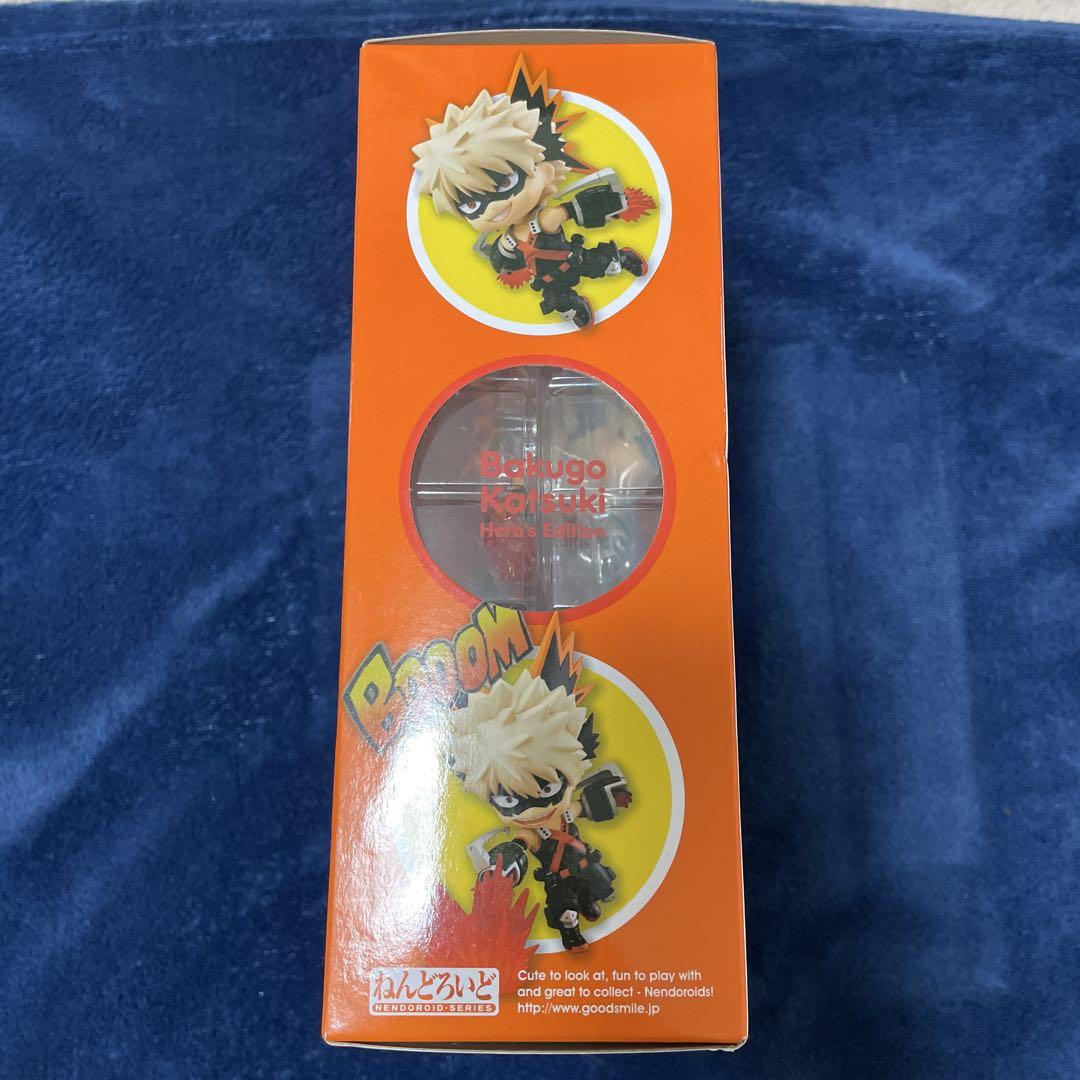 Bakugo
Katsuki
Hero's Edition
BOOOM
ねんどろいど
NENDOROID-SERIES
Cute to look at, fun to play with
and great to collect - Nendoroids!
http://www.goodsmile.jp